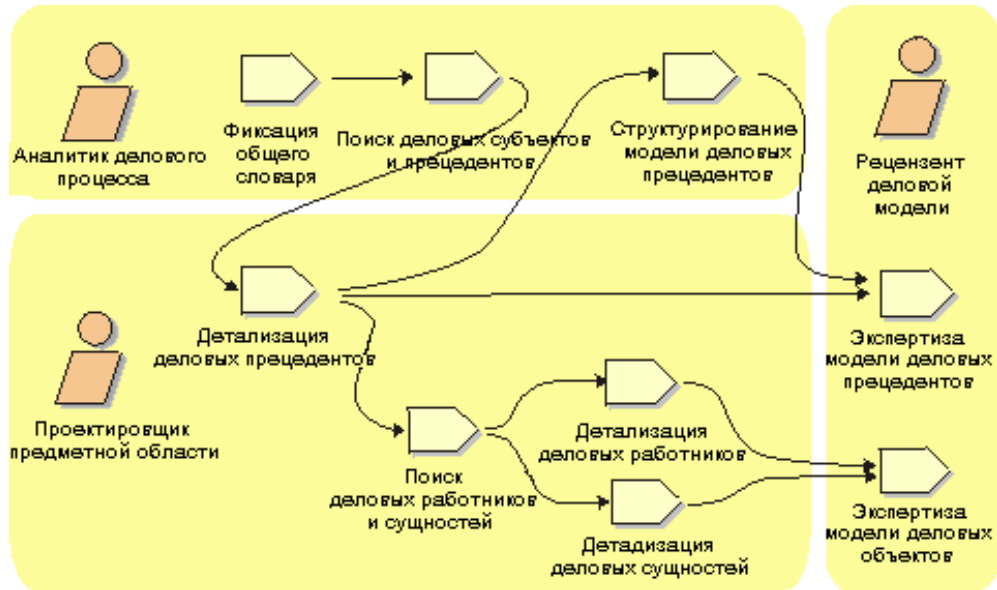 Аналитик делового
процесса
Фиксация
общего
словаря
Поиск деловых субъектов
и прецедентов
Структурирование
модели деловых
прецедентов
Рецензент
деловой
модели
Детализация
деловых прецедентов
Проектировщик
предметной области
Поиск
деловых работников
и сущностей
Детализация
деловых работников
Детадизация
деловых сущностей
Экспертиза
модели деловых
прецедентов
Экспертиза
модели деловых
объектов